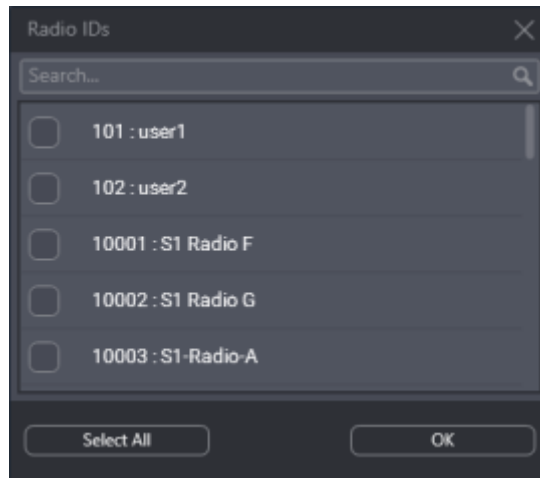 Radio IDs
Search...
101 : user1
102 : user2
10001 : S1 Radio F
10002 : S1 Radio G
10003 : S1-Radio-A
Select All OK